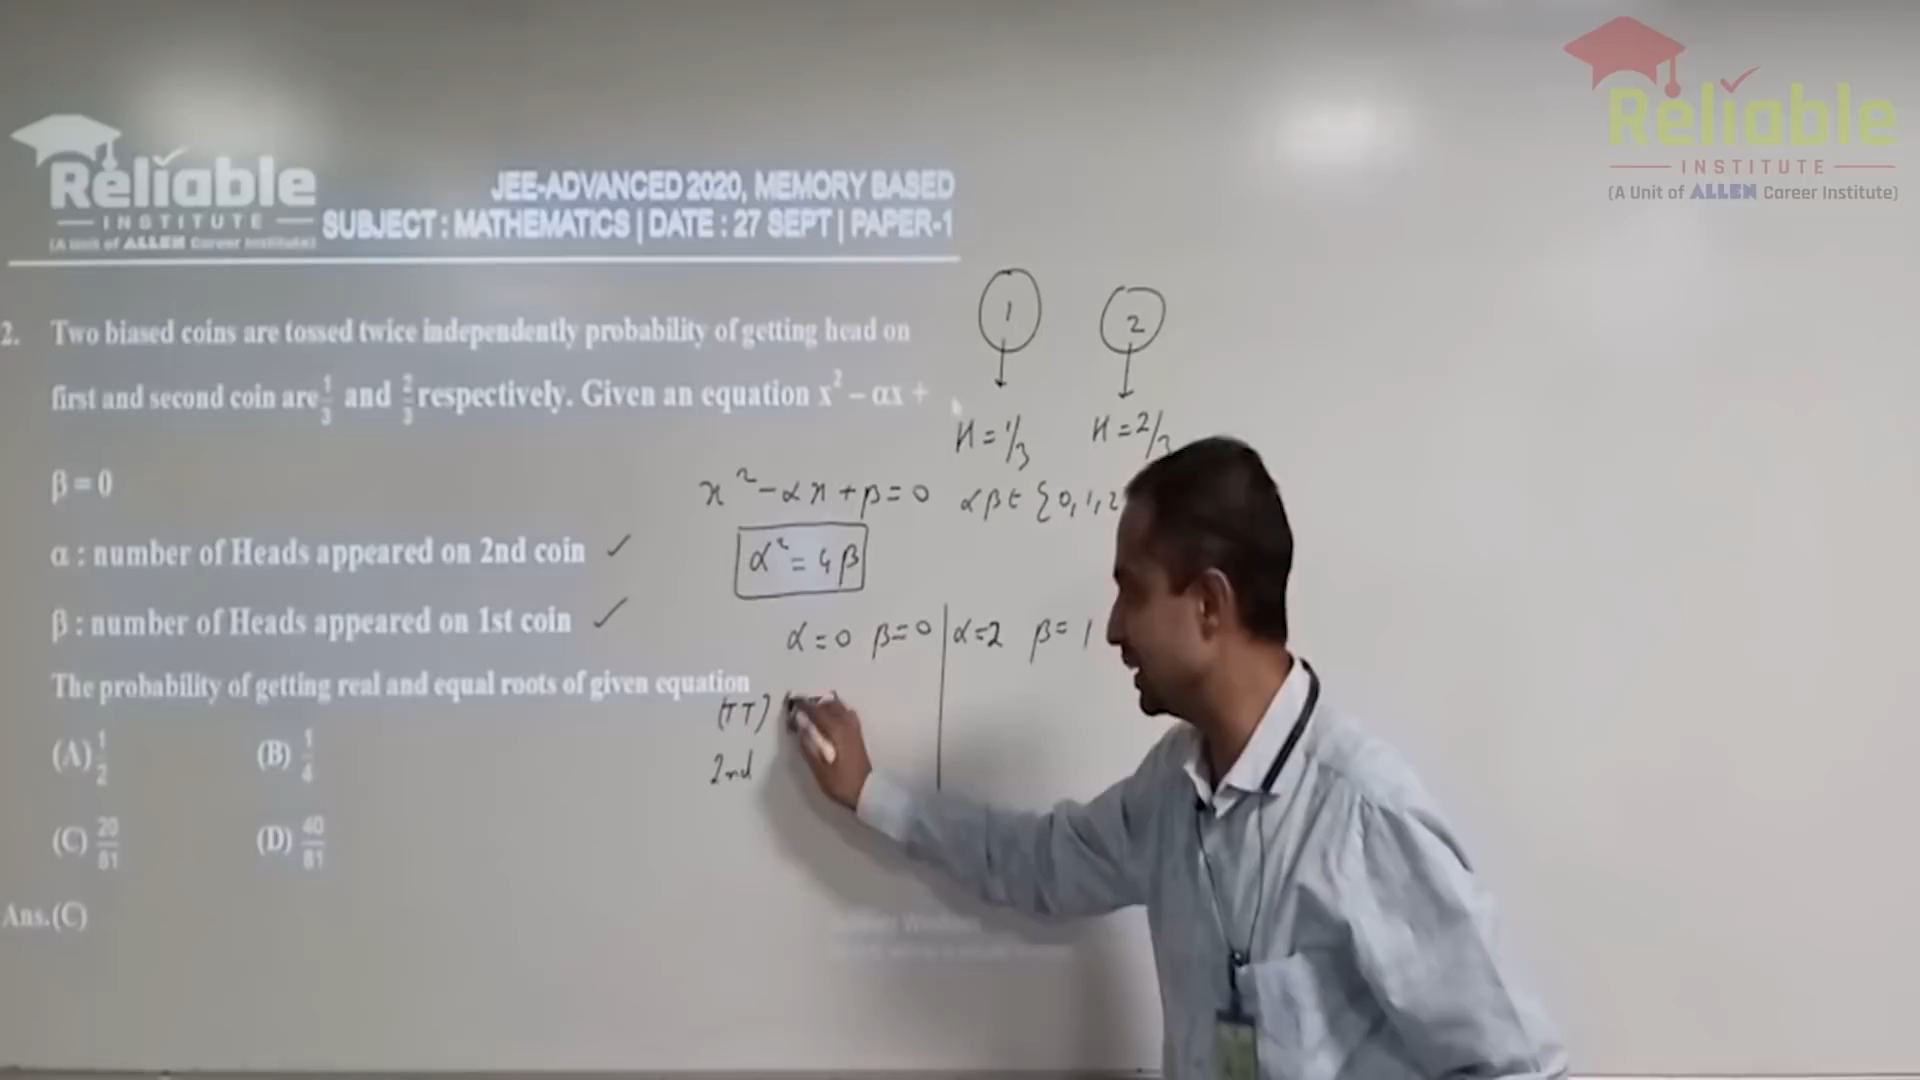 Reliable
INSTITUTE
(A Unit of ALLEN Career Institute)
Reliable
INSTITUTE
(A Unit of ALLEN Career Institute)
JEE-ADVANCED 2020, MEMORY BASED
SUBJECT : MATHEMATICS | DATE : 27 SEPT | PAPER-1
2. Two biased coins are tossed twice independently probability of getting head on
first and second coin are 1/3 and 2/3 respectively. Given an equation x² – αx +
β = 0
α : number of Heads appeared on 2nd coin ✓
β : number of Heads appeared on 1st coin ✓
The probability of getting real and equal roots of given equation
(A) 1/2 (B) 1/4
(C) 20/81 (D) 40/81
Ans.(C)
1 2
H = 1/3 H = 2/3
x² - αx + β = 0 α β ∈ {0, 1, 2
α² = 4β
α = 0 β = 0 | α = 2 β = 1
(TT)
2nd